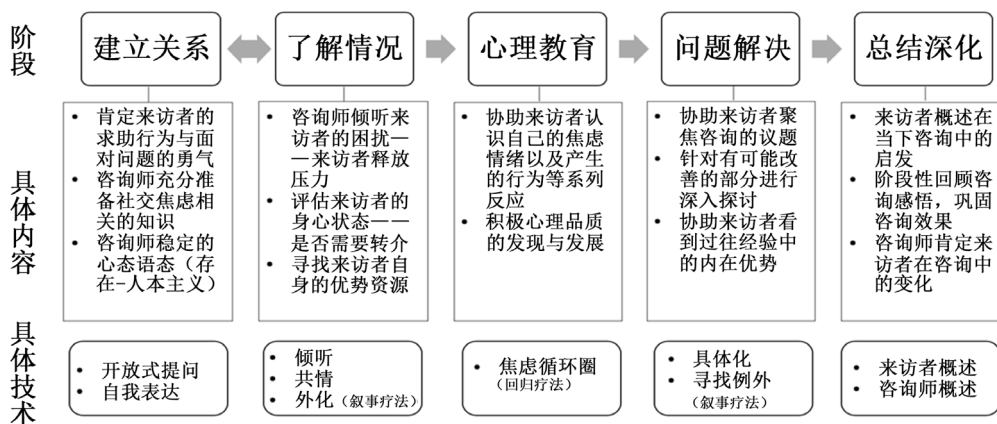 阶段
建立关系
了解情况
心理教育
问题解决
总结深化
具体内容
• 肯定来访者的
求助行为与面
对问题的勇气
• 咨询师充分准
备社交焦虑相
关的知识
• 咨询师稳定的
心态语态（存
在-人本主义）
• 咨询师倾听来
访者的困扰—
—来访者释放
压力
• 评估来访者的
身心状态——
是否需要转介
• 寻找来访者自
身的优势资源
• 协助来访者认
识自己的焦虑
情绪以及产生
的行为等系列
反应
• 积极心理品质
的发现与发展
• 协助来访者聚
焦咨询的议题
• 针对有可能改
善的部分进行
深入探讨
• 协助来访者看
到过往经验中
的内在优势
• 来访者概述在
当下咨询中的
启发
• 阶段性回顾咨
询感悟，巩固
咨询效果
• 咨询师肯定来
访者在咨询中
的变化
具体技术
• 开放式提问
• 自我表达
• 倾听
• 共情
• 外化（叙事疗法）
• 焦虑循环圈
（回归疗法）
• 具体化
• 寻找例外
（叙事疗法）
• 来访者概述
• 咨询师概述